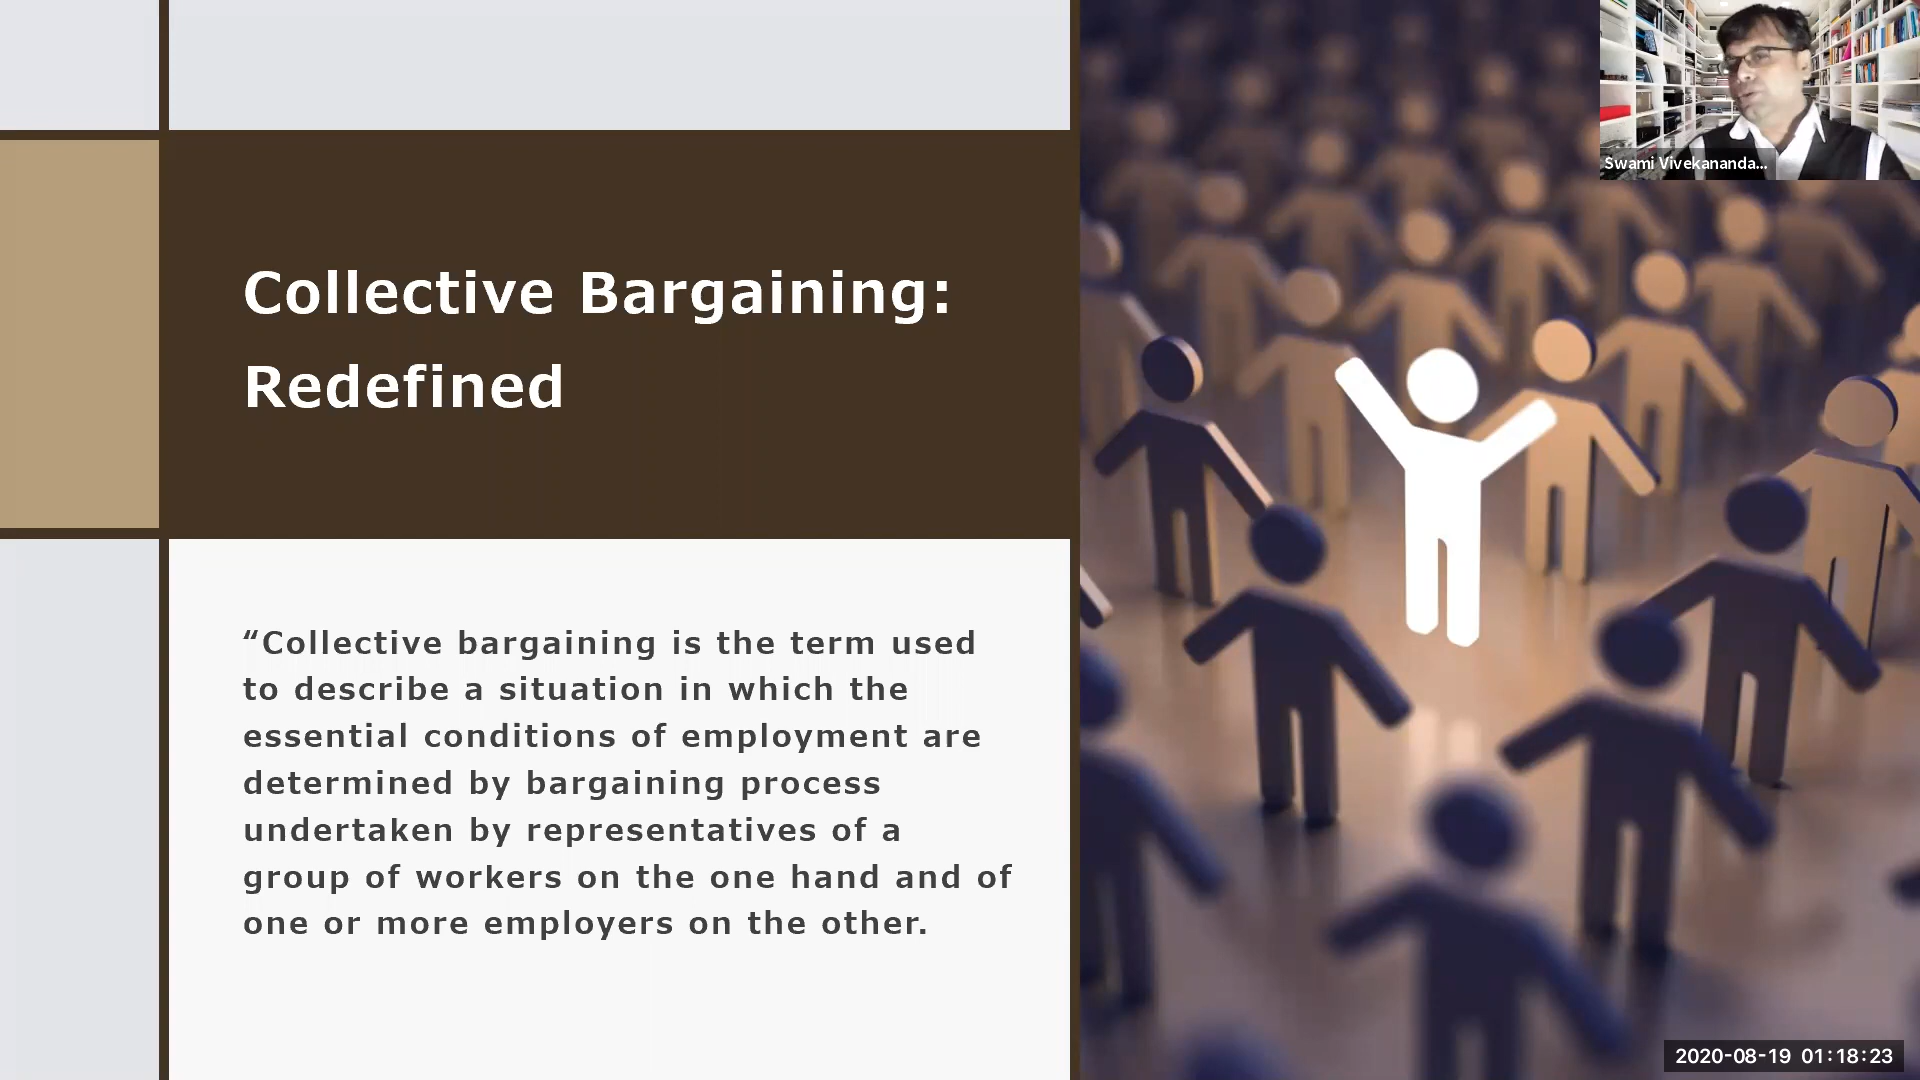 Swami Vivekananda...
Collective Bargaining:
Redefined
“Collective bargaining is the term used
to describe a situation in which the
essential conditions of employment are
determined by bargaining process
undertaken by representatives of a
group of workers on the one hand and of
one or more employers on the other.
2020-08-19 01:18:23